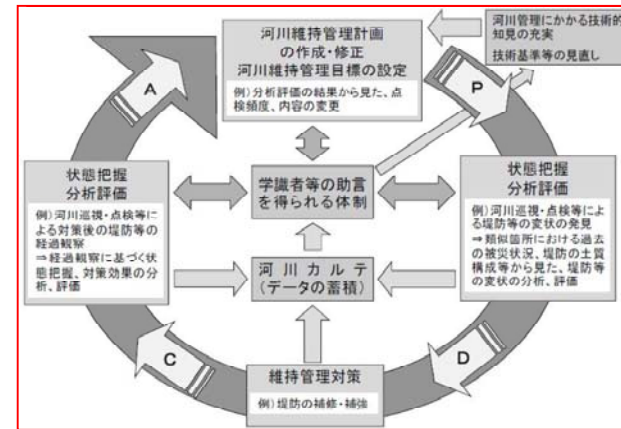 河川維持管理計画
の作成・修正
河川維持管理目標の設定
例）分析評価の結果から見た、点
検頻度、内容の変更
河川管理にかかる技術的
知見の充実
技術基準等の見直し
A
P
状態把握
分析評価
例）河川巡視・点検等に
よる対策後の堤防等の
経過観察
⇒経過観察に基づく状
態把握、対策効果の分
析、評価
学識者等の助言
を得られる体制
状態把握
分析評価
例）河川巡視・点検等によ
る堤防等の変状の発見
⇒類似箇所における過去の
被災状況、堤防の土質
構成等から見た、堤防等
の変状の分析、評価
河川カルテ
（データの蓄積）
C
D
維持管理対策
例）堤防の補修・補強